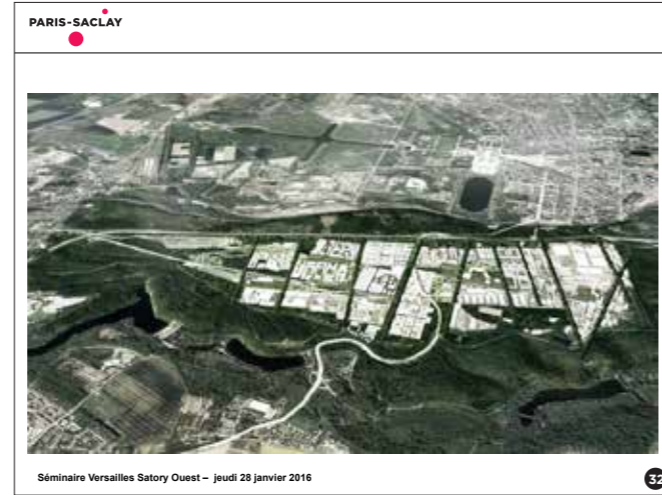 PARIS-SACLAY
Séminaire Versailles Satory Ouest – jeudi 28 janvier 2016
32